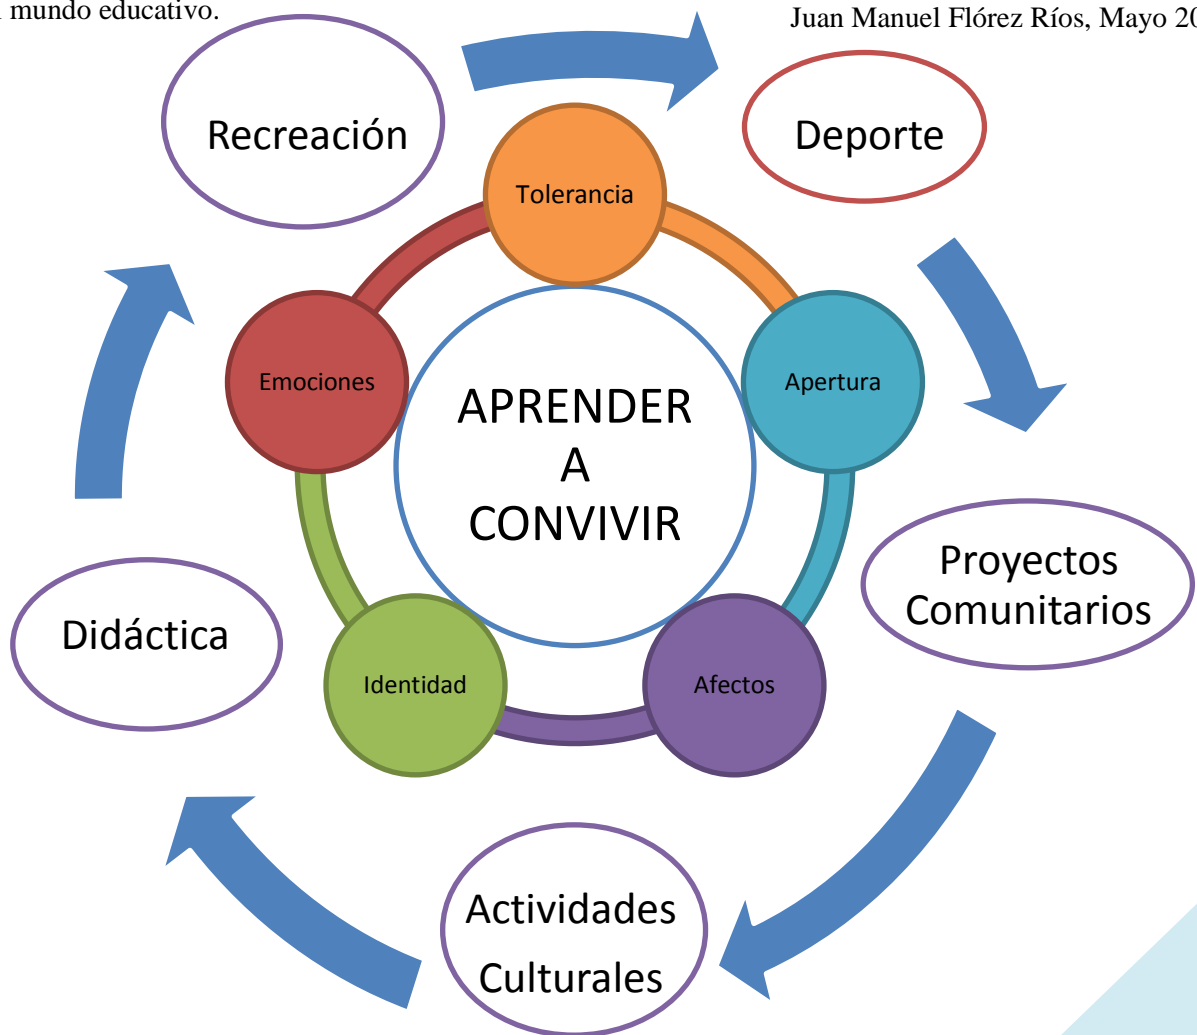 mundo educativo.
Juan Manuel Flórez Ríos, Mayo
Recreación
Deporte
Tolerancia
Emociones
Apertura
APRENDER
A
CONVIVIR
Proyectos
Comunitarios
Didáctica
Identidad
Afectos
Actividades
Culturales